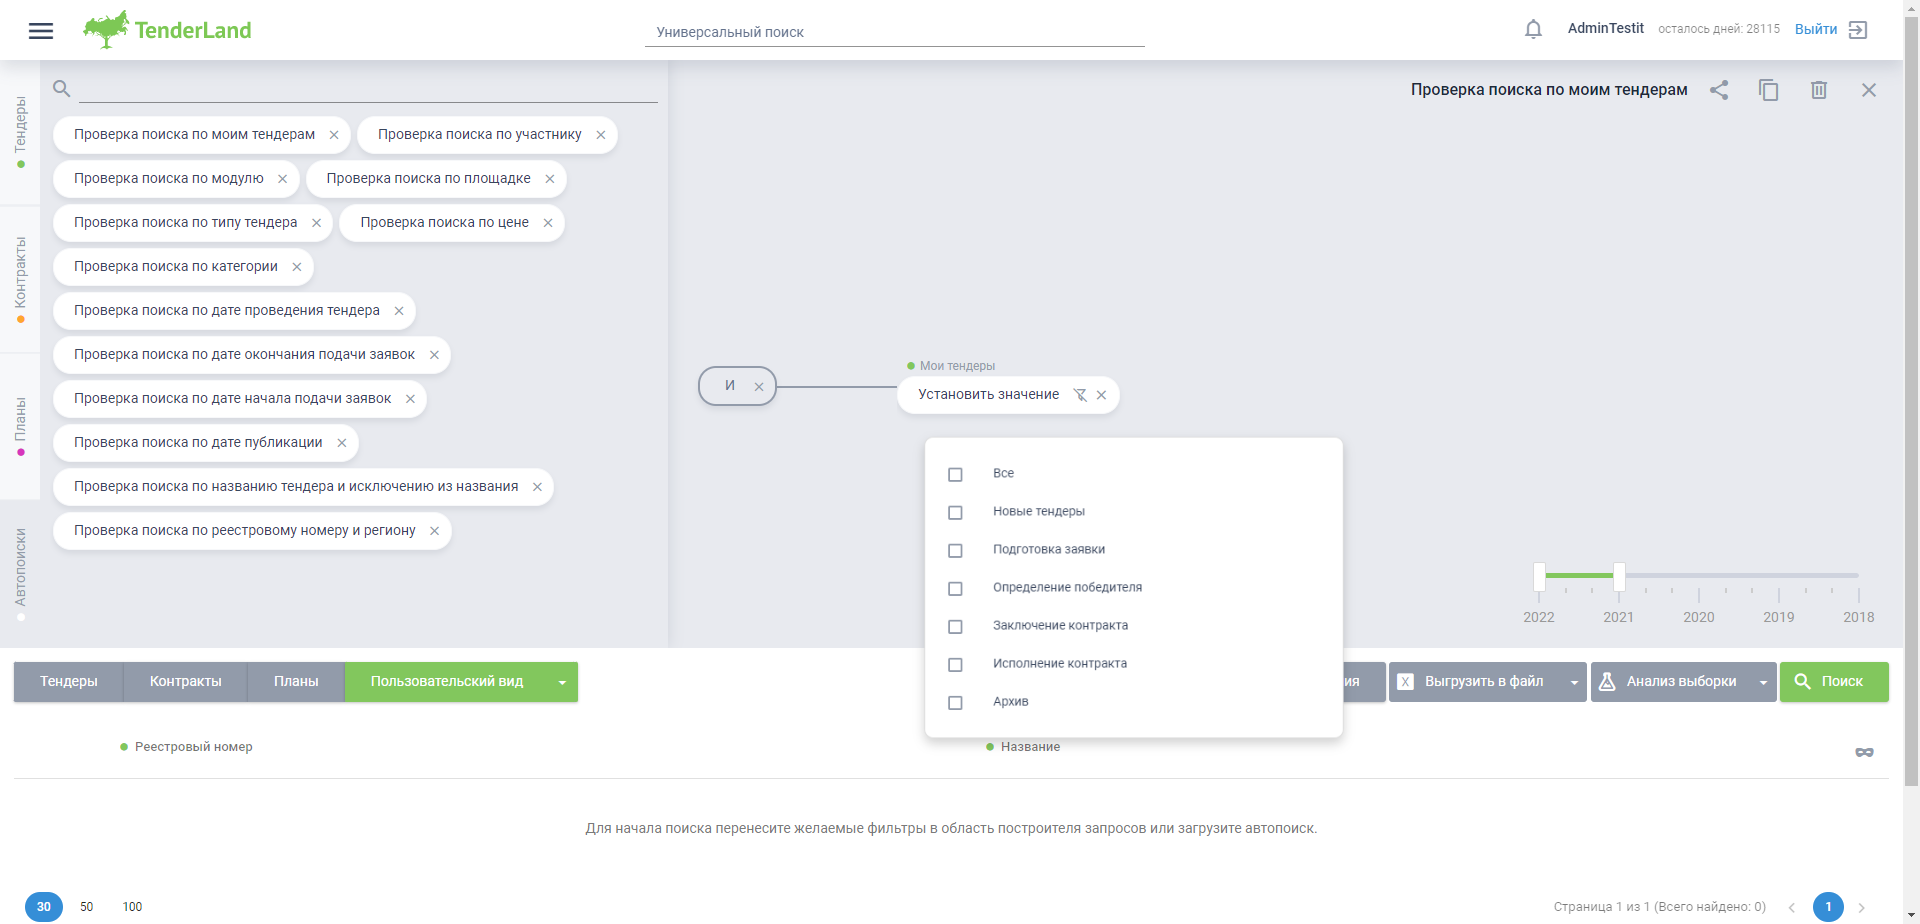 TenderLand
Универсальный поиск
AdminTestit
осталось дней: 28115
Выйти
Тендеры
Контракты
Планы
Автопоиски
Проверка поиска по моим тендерам
Проверка поиска по участнику
Проверка поиска по модулю
Проверка поиска по площадке
Проверка поиска по типу тендера
Проверка поиска по цене
Проверка поиска по категории
Проверка поиска по дате проведения тендера
Проверка поиска по дате окончания подачи заявок
Проверка поиска по дате начала подачи заявок
Проверка поиска по дате публикации
Проверка поиска по названию тендера и исключению из названия
Проверка поиска по реестровому номеру и региону
Проверка поиска по моим тендерам
И
Мои тендеры
Установить значение
Все
Новые тендеры
Подготовка заявки
Определение победителя
Заключение контракта
Исполнение контракта
Архив
2022 2021 2020 2019 2018
Тендеры
Контракты
Планы
Пользовательский вид
ия
X Выгрузить в файл
Анализ выборки
Поиск
Реестровый номер
Название
Для начала поиска перенесите желаемые фильтры в область построителя запросов или загрузите автопоиск.
30 50 100
Страница 1 из 1 (Всего найдено: 0)
1